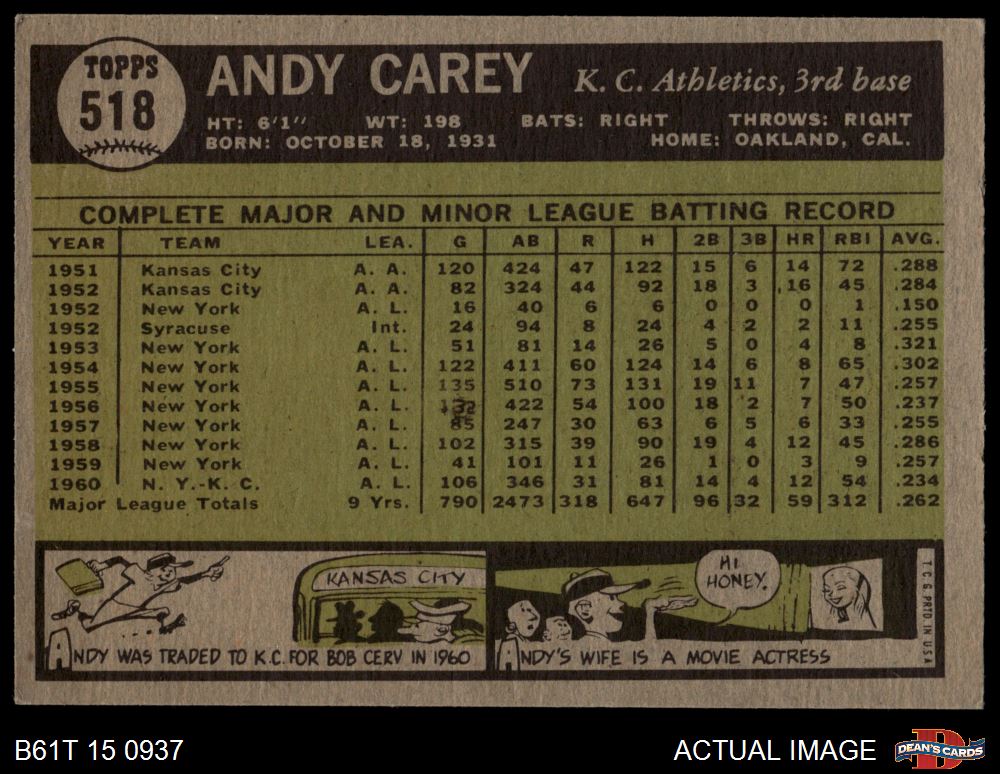 TOPPS
518
ANDY CAREY K. C. Athletics, 3rd base
HT: 6'1" WT: 198 BATS: RIGHT THROWS: RIGHT
BORN: OCTOBER 18, 1931 HOME: OAKLAND, CAL.
COMPLETE MAJOR AND MINOR LEAGUE BATTING RECORD
YEAR TEAM LEA. G AB R H 2B 3B HR RBI AVG.
1951 Kansas City A. A. 120 424 47 122 15 6 14 72 .288
1952 Kansas City A. A. 82 324 44 92 18 3 16 45 .284
1952 New York A. L. 16 40 6 6 0 0 0 1 .150
1952 Syracuse Int. 24 94 8 24 4 2 2 11 .255
1953 New York A. L. 51 81 14 26 5 0 4 8 .321
1954 New York A. L. 122 411 60 124 14 6 8 65 .302
1955 New York A. L. 135 510 73 131 19 11 7 47 .257
1956 New York A. L. 422 54 100 18 2 7 50 .237
1957 New York A. L. 85 247 30 63 6 5 6 33 .255
1958 New York A. L. 102 315 39 90 19 4 12 45 .286
1959 New York A. L. 41 101 11 26 1 0 3 9 .257
1960 N. Y.-K. C. A. L. 106 346 31 81 14 4 12 54 .234
Major League Totals 9 Yrs. 790 2473 318 647 96 32 59 312 .262
KANSAS CITY
ANDY WAS TRADED TO K.C. FOR BOB CERV IN 1960
HI
HONEY.
ANDY'S WIFE IS A MOVIE ACTRESS
T. C. G. PRTD. IN USA
B61T 15 0937
ACTUAL IMAGE
D
DEAN'S CARDS